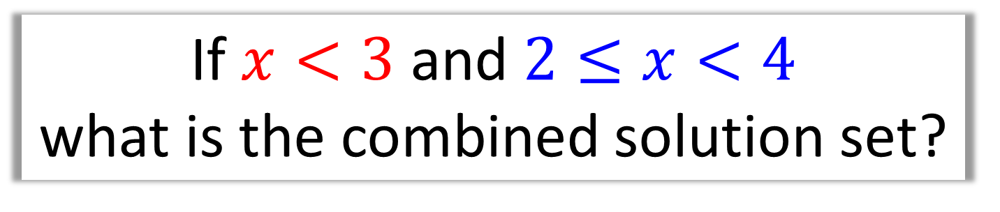 If x < 3 and 2 ≤ x < 4
what is the combined solution set?